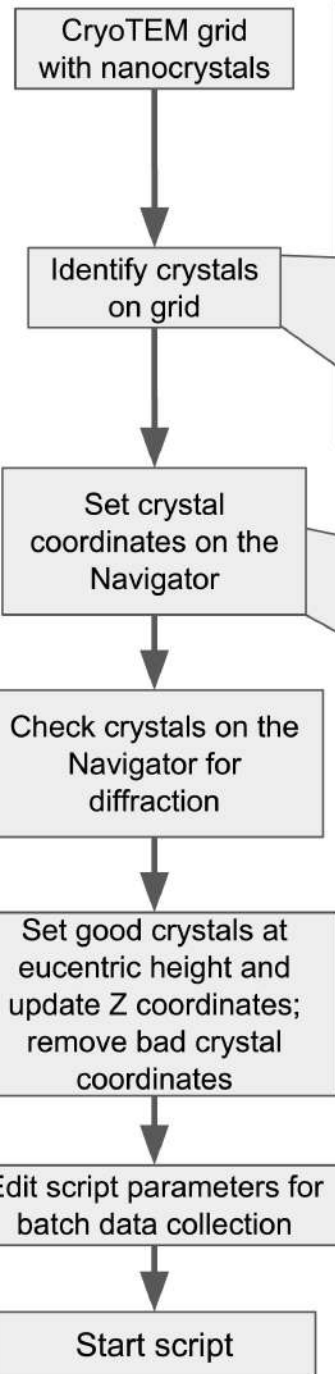 CryoTEM grid
with nanocrystals
Identify crystals
on grid
Set crystal
coordinates on the
Navigator
Check crystals on the
Navigator for
diffraction
Set good crystals at
eucentric height and
update Z coordinates;
remove bad crystal
coordinates
Edit script parameters for
batch data collection
Start script